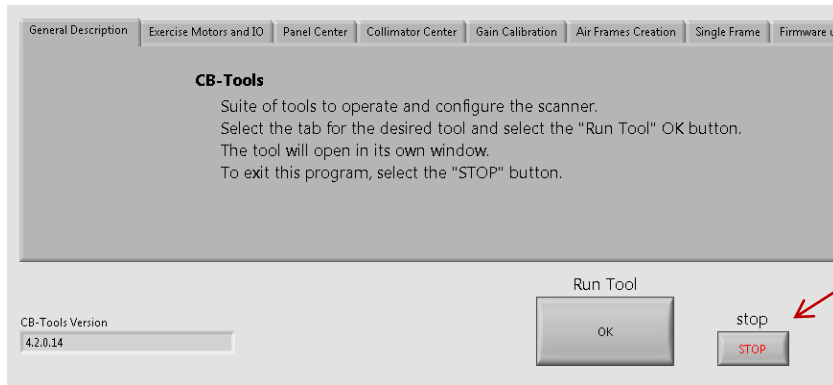 General Description
Exercise Motors and IO
Panel Center
Collimator Center
Gain Calibration
Air Frames Creation
Single Frame
Firmware
CB-Tools
Suite of tools to operate and configure the scanner.
Select the tab for the desired tool and select the "Run Tool" OK button.
The tool will open in its own window.
To exit this program, select the "STOP" button.
Run Tool
OK
stop
STOP
CB-Tools Version
4.2.0.14